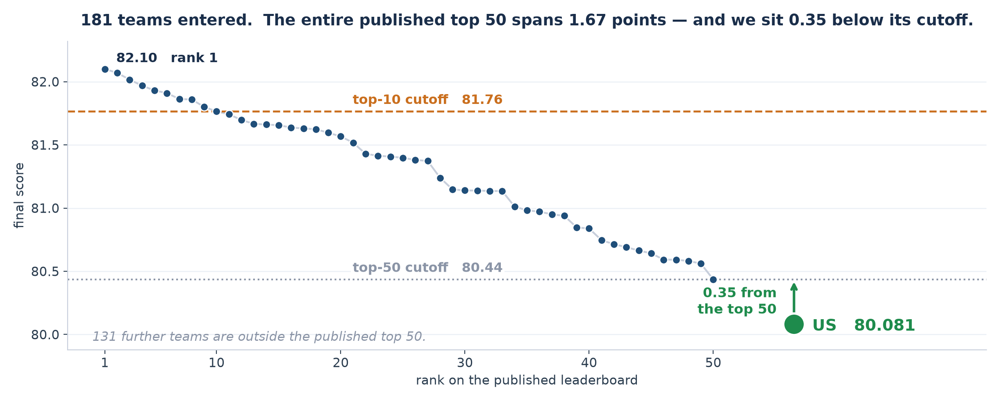 181 teams entered.  The entire published top 50 spans 1.67 points — and we sit 0.35 below its cutoff.
82.10   rank 1
82.0
top-10 cutoff   81.76
81.5
final score
81.0
top-50 cutoff   80.44
80.5
0.35 from
the top 50
US   80.081
80.0
131 further teams are outside the published top 50.
1 10 20 30 40 50
rank on the published leaderboard